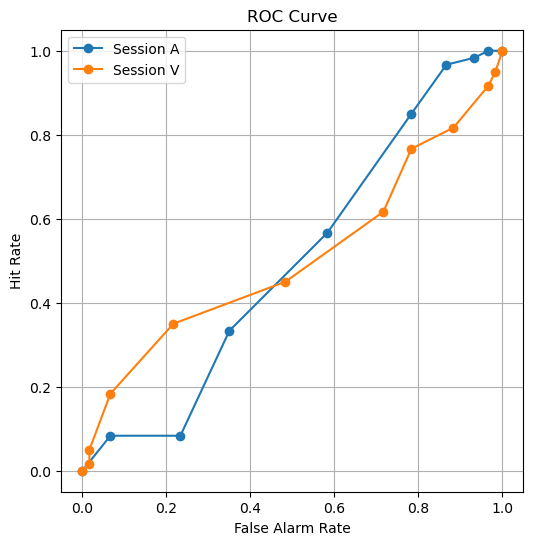 ROC Curve
Session A
Session V
1.0
0.8
0.6
0.4
0.2
0.0
Hit Rate
0.0 0.2 0.4 0.6 0.8 1.0
False Alarm Rate